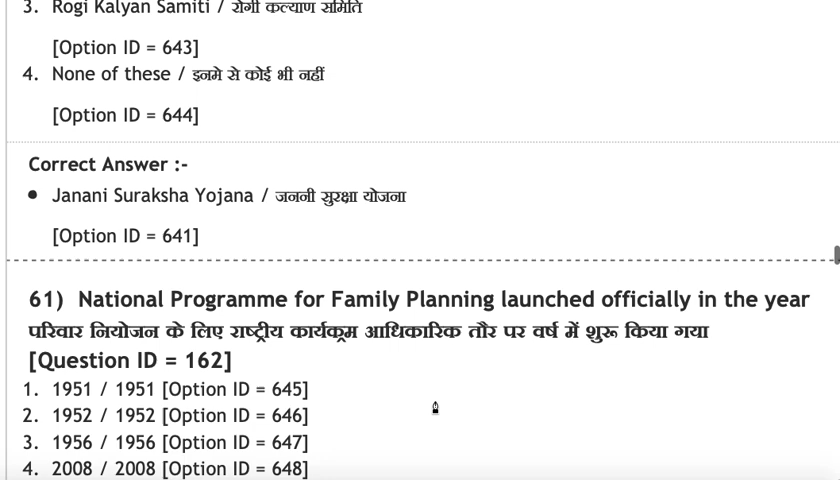 3. Rogi Kalyan Samiti / रोगी कल्याण समिति
[Option ID = 643]
4. None of these / इनमे से कोई भी नहीं
[Option ID = 644]
Correct Answer :-
• Janani Suraksha Yojana / जननी सुरक्षा योजना
[Option ID = 641]
61) National Programme for Family Planning launched officially in the year
परिवार नियोजन के लिए राष्ट्रीय कार्यक्रम आधिकारिक तौर पर वर्ष में शुरू किया गया
[Question ID = 162]
1. 1951 / 1951 [Option ID = 645]
2. 1952 / 1952 [Option ID = 646]
3. 1956 / 1956 [Option ID = 647]
4. 2008 / 2008 [Option ID = 648]